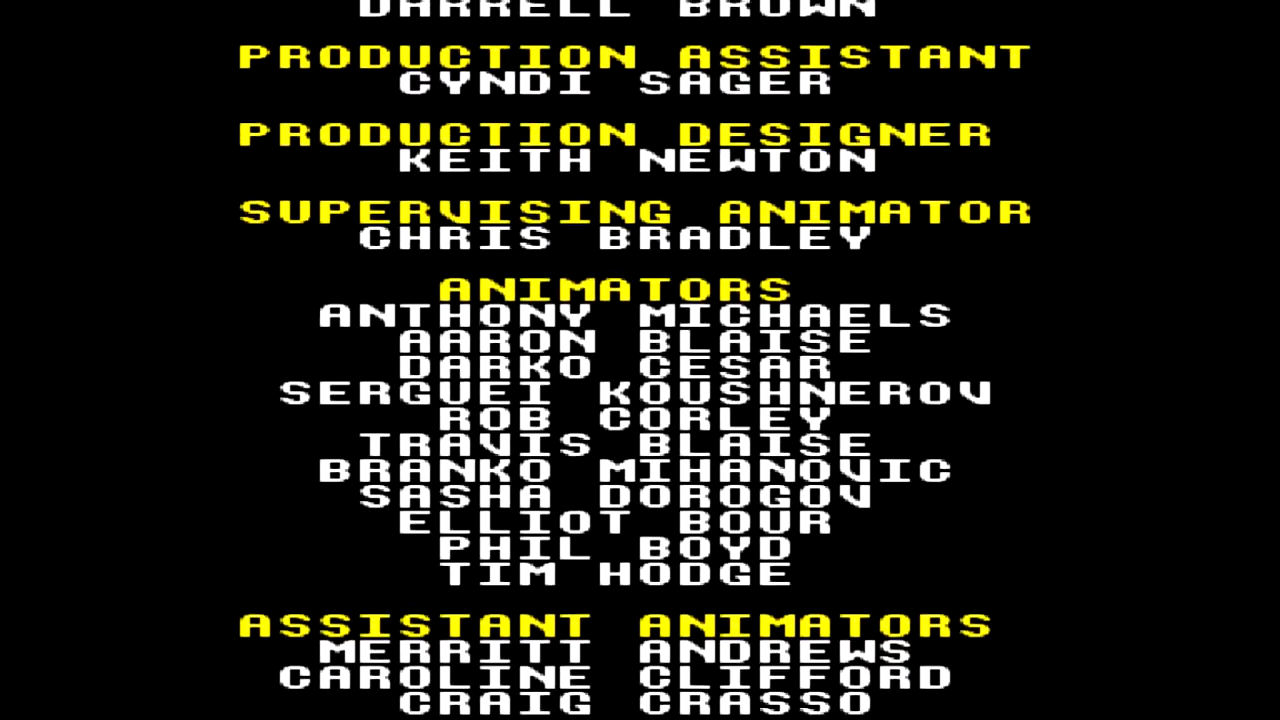 DARRELL BROWN
PRODUCTION ASSISTANT
CYNDI SAGER
PRODUCTION DESIGNER
KEITH NEWTON
SUPERVISING ANIMATOR
CHRIS BRADLEY
ANIMATORS
ANTHONY MICHAELS
AARON BLAISE
DARKO CESAR
SERGUEI KOUSHNEROV
ROB CORLEY
TRAVIS BLAISE
BRANKO MIHANOVIC
SASHA DOROGOV
ELLIOT BOUR
PHIL BOYD
TIM HODGE
ASSISTANT ANIMATORS
MERRITT ANDREWS
CAROLINE CLIFFORD
CRAIG CRASSO